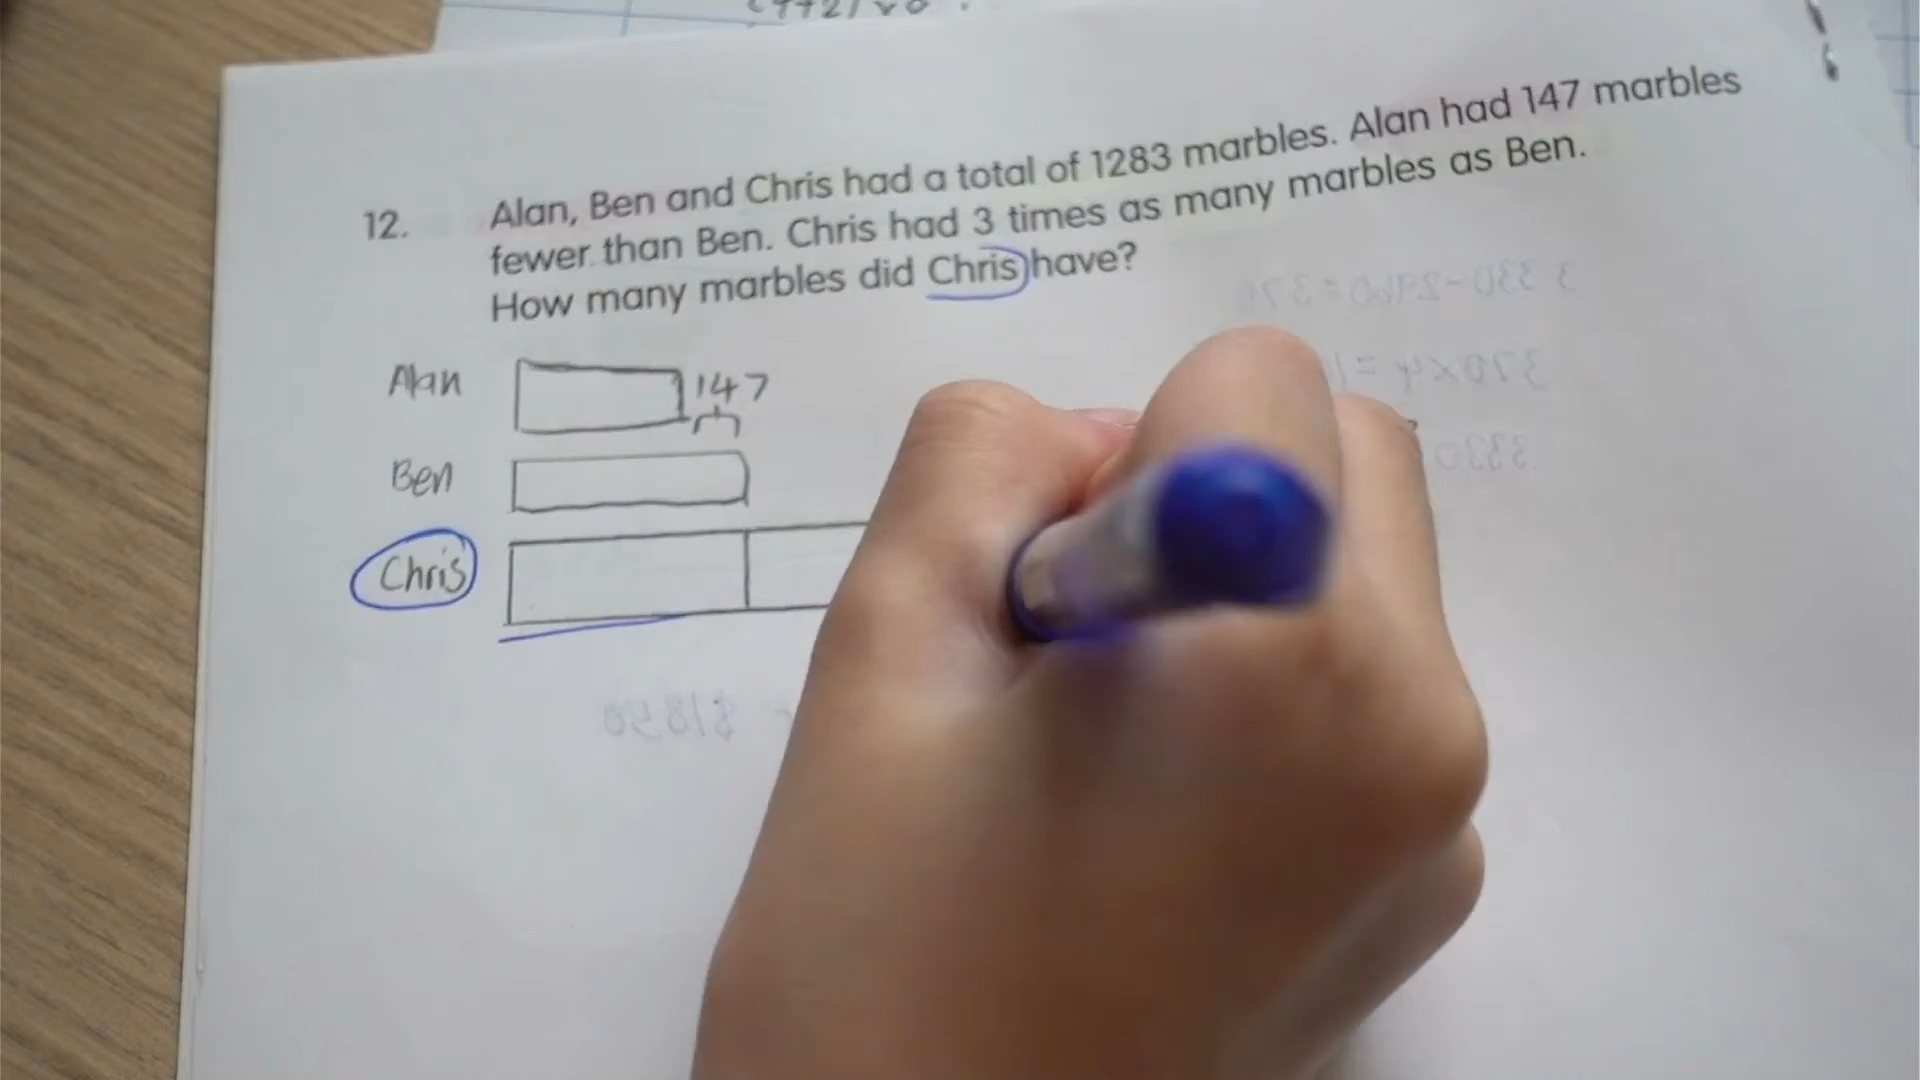 12. Alan, Ben and Chris had a total of 1283 marbles. Alan had 147 marbles
fewer than Ben. Chris had 3 times as many marbles as Ben.
How many marbles did Chris have?
Alan 147
Ben
Chris